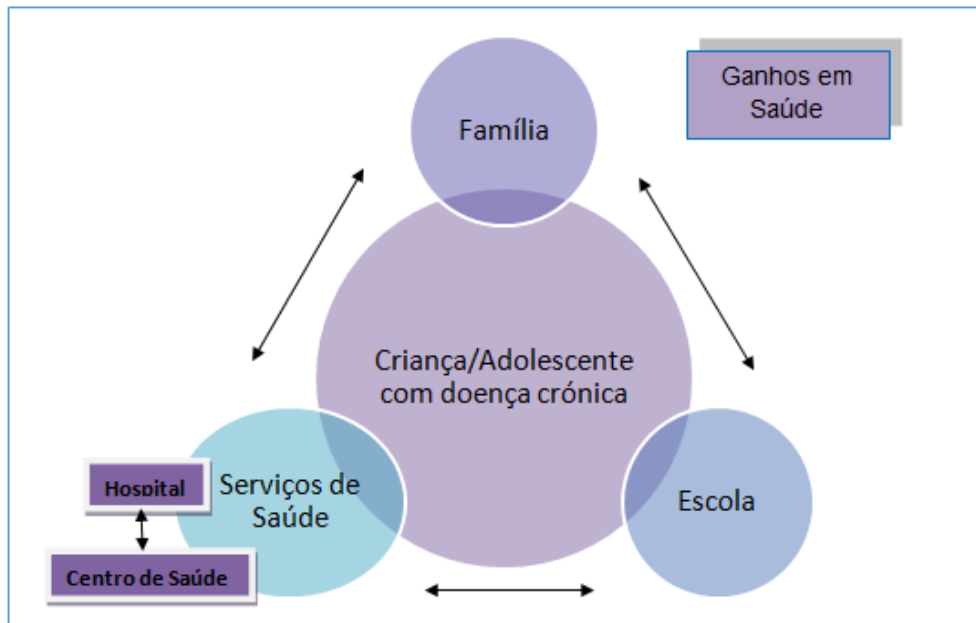 Ganhos em
Saúde
Família
Criança/Adolescente
com doença crónica
Hospital
Serviços de
Saúde
Centro de Saúde
Escola